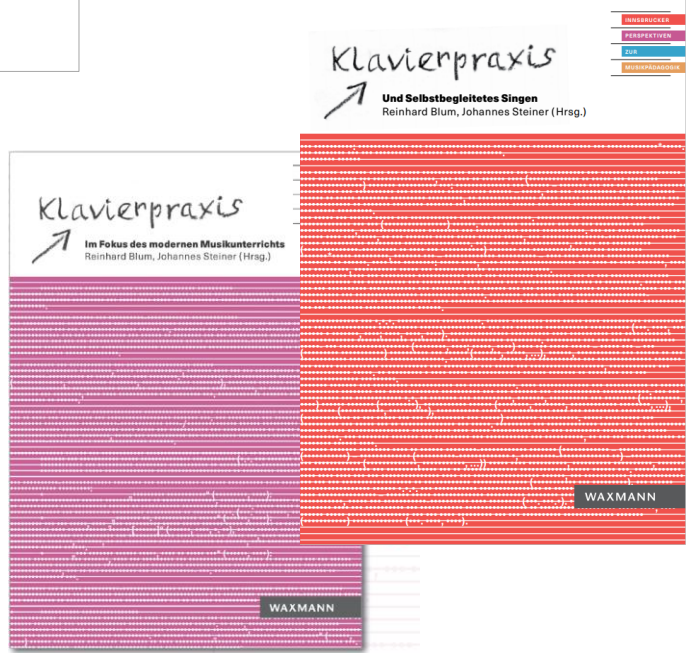 INNSBRUCKER
PERSPEKTIVEN
ZUR
MUSIKPÄDAGOGIK
Klavierpraxis
Und Selbstbegleitetes Singen
Reinhard Blum, Johannes Steiner (Hrsg.)
WAXMANN
Klavierpraxis
Im Fokus des modernen Musikunterrichts
Reinhard Blum, Johannes Steiner (Hrsg.)
WAXMANN